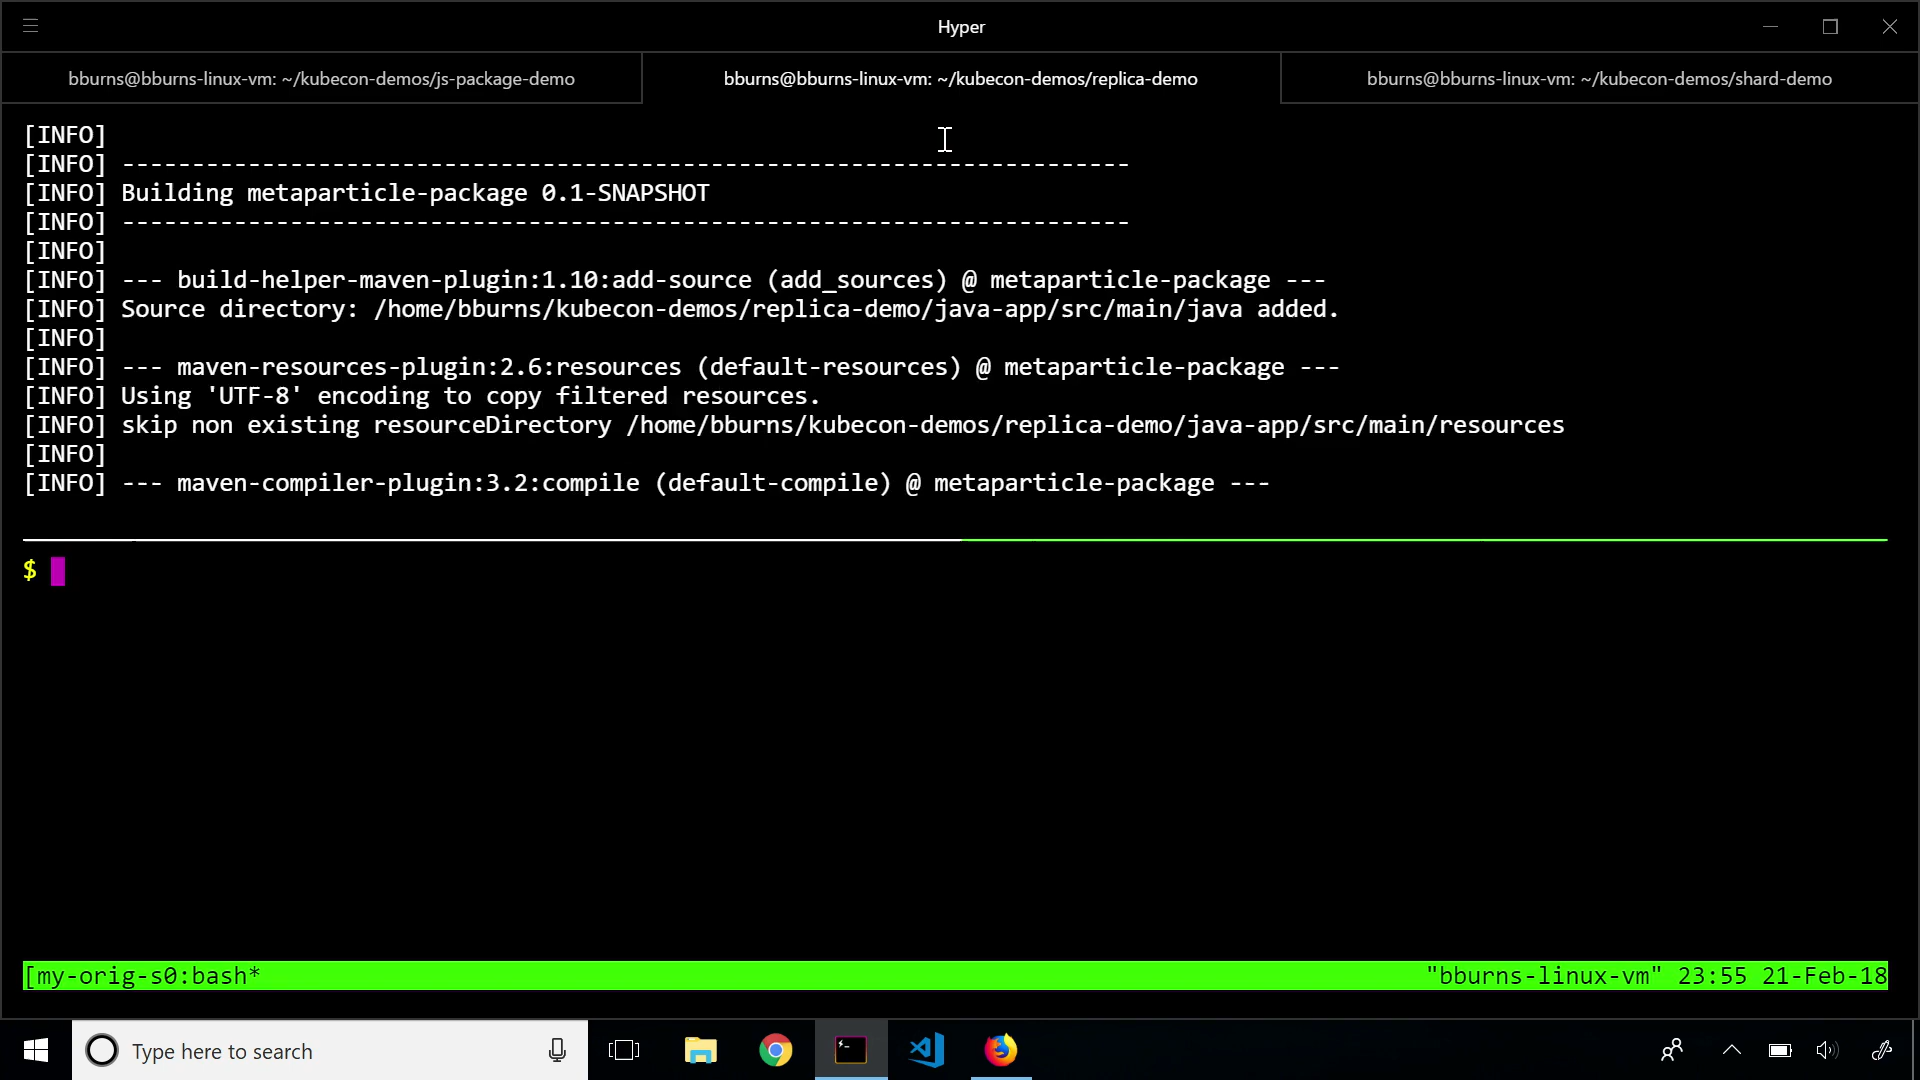 Hyper
bburns@bburns-linux-vm: ~/kubecon-demos/js-package-demo
bburns@bburns-linux-vm: ~/kubecon-demos/replica-demo
bburns@bburns-linux-vm: ~/kubecon-demos/shard-demo
[INFO]
[INFO] ------------------------------------------------------------------------
[INFO] Building metaparticle-package 0.1-SNAPSHOT
[INFO] ------------------------------------------------------------------------
[INFO]
[INFO] --- build-helper-maven-plugin:1.10:add-source (add_sources) @ metaparticle-package ---
[INFO] Source directory: /home/bburns/kubecon-demos/replica-demo/java-app/src/main/java added.
[INFO]
[INFO] --- maven-resources-plugin:2.6:resources (default-resources) @ metaparticle-package ---
[INFO] Using 'UTF-8' encoding to copy filtered resources.
[INFO] skip non existing resourceDirectory /home/bburns/kubecon-demos/replica-demo/java-app/src/main/resources
[INFO]
[INFO] --- maven-compiler-plugin:3.2:compile (default-compile) @ metaparticle-package ---
$
[my-orig-s0:bash* "bburns-linux-vm" 23:55 21-Feb-18
Type here to search